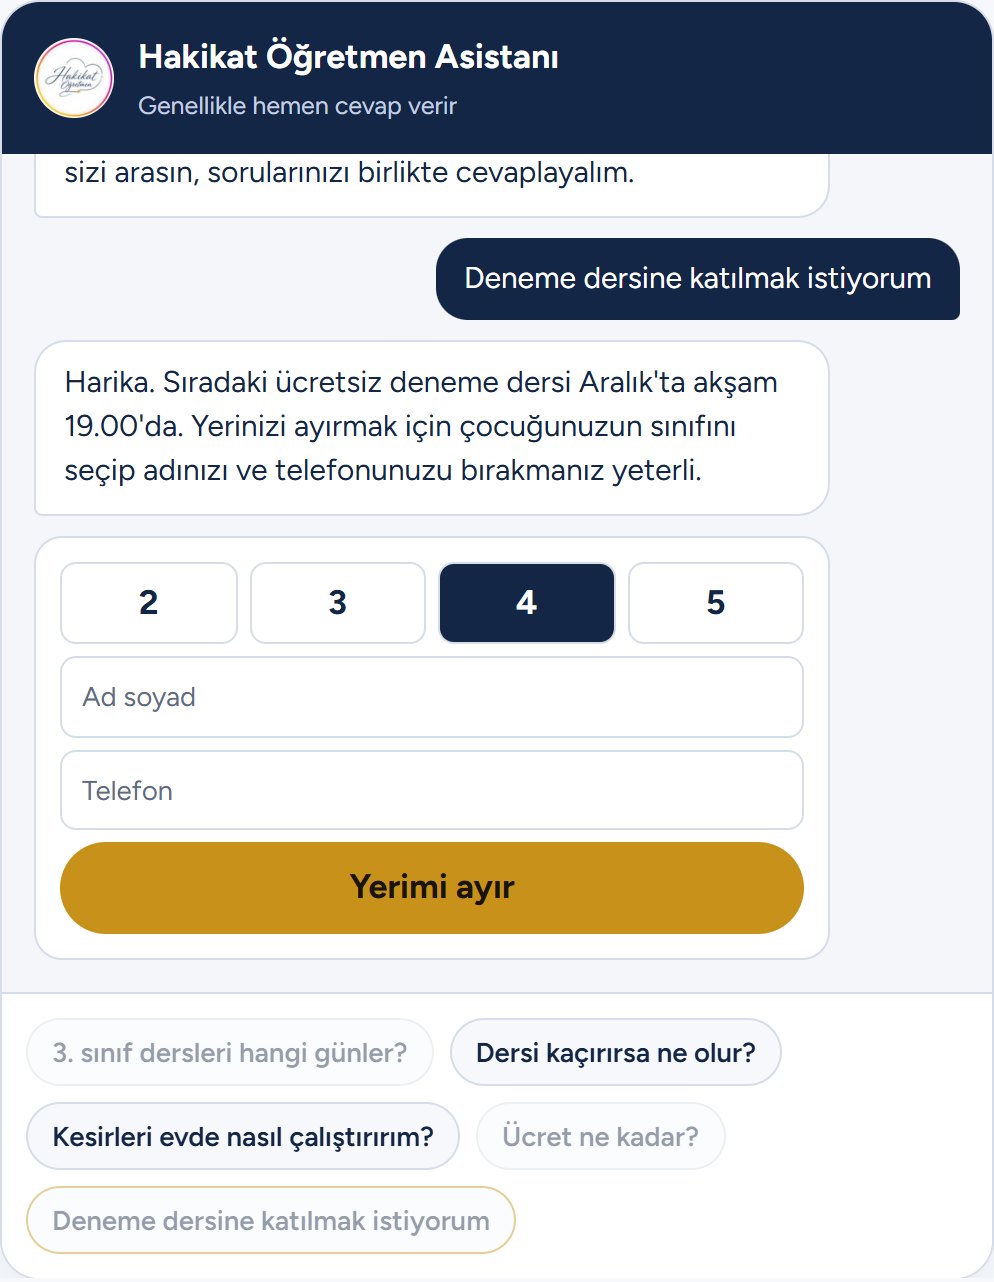 Hakikat Öğretmen Asistanı
Hakikat
Öğretmen
Genellikle hemen cevap verir
sizi arasın, sorularınızı birlikte cevaplayalım.
Deneme dersine katılmak istiyorum
Harika. Sıradaki ücretsiz deneme dersi Aralık'ta akşam
19.00'da. Yerinizi ayırmak için çocuğunuzun sınıfını
seçip adınızı ve telefonunuzu bırakmanız yeterli.
2 3 4 5
Ad soyad
Telefon
Yerimi ayır
3. sınıf dersleri hangi günler? Dersi kaçırırsa ne olur?
Kesirleri evde nasıl çalıştırırım? Ücret ne kadar?
Deneme dersine katılmak istiyorum